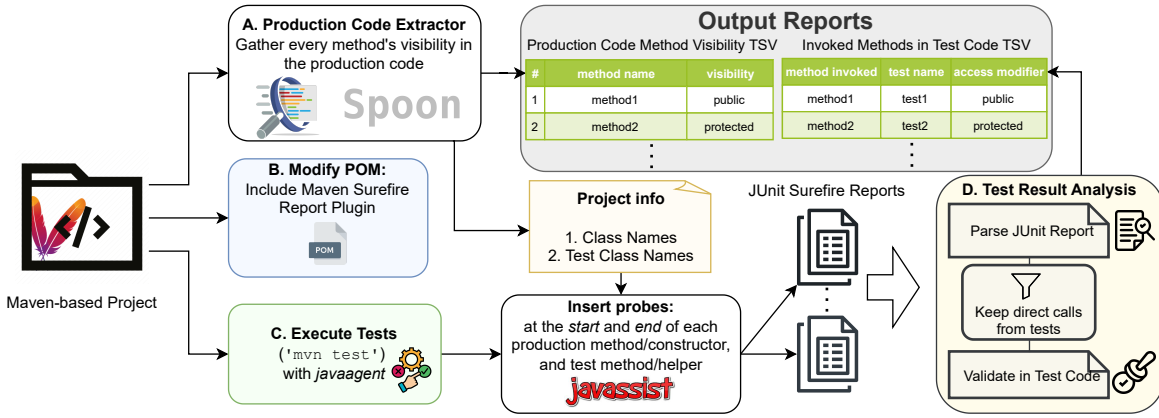 A. Production Code Extractor
Gather every method's visibility in
the production code
Spoon
Output Reports
Production Code Method Visibility TSV
# method name visibility
1 method1 public
2 method2 protected
Invoked Methods in Test Code TSV
method invoked test name access modifier
method1 test1 public
method2 test2 protected
</>
Maven-based Project
B. Modify POM:
Include Maven Surefire
Report Plugin
POM
Project info
1. Class Names
2. Test Class Names
JUnit Surefire Reports
C. Execute Tests
('mvn test')
with javaagent
Insert probes:
at the start and end of each
production method/constructor,
and test method/helper
javassist
D. Test Result Analysis
Parse JUnit Report
Keep direct calls
from tests
Validate in Test Code